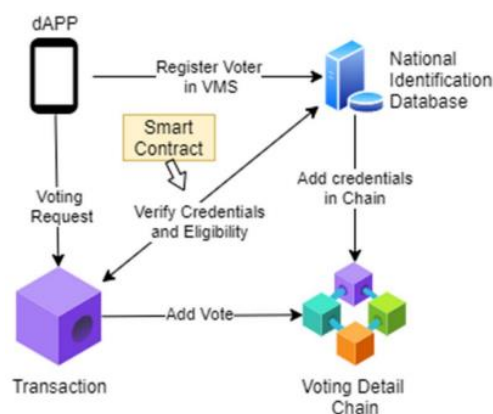 dAPP
Register Voter
in VMS
National
Identification
Database
Smart
Contract
Voting
Request
Verify Credentials
and Eligibility
Add credentials
in Chain
Add Vote
Transaction
Voting Detail
Chain